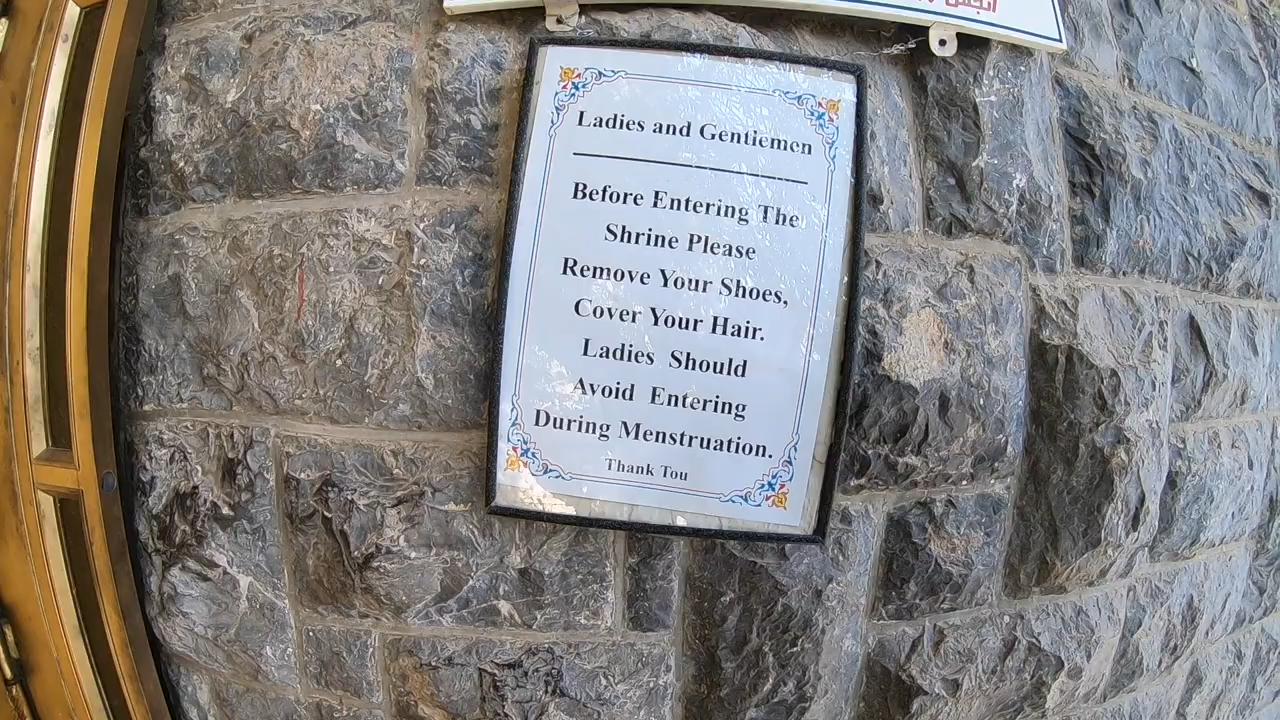 Ladies and Gentlemen
Before Entering The
Shrine Please
Remove Your Shoes,
Cover Your Hair.
Ladies Should
Avoid Entering
During Menstruation.
Thank Tou